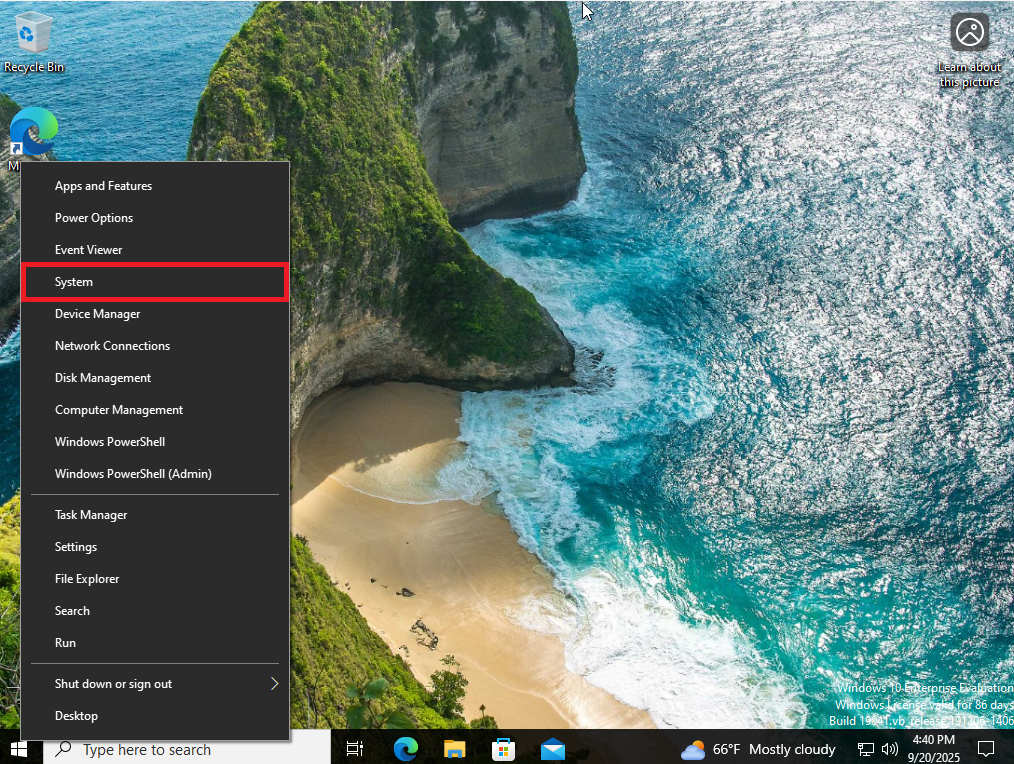 Recycle Bin
Learn about
this picture
M
Apps and Features
Power Options
Event Viewer
System
Device Manager
Network Connections
Disk Management
Computer Management
Windows PowerShell
Windows PowerShell (Admin)
Task Manager
Settings
File Explorer
Search
Run
Shut down or sign out
Desktop
Windows 10 Enterprise Evaluation
Windows License valid for 86 days
Build 19041.vb_release.191206-1406
Type here to search
66°F Mostly cloudy
4:40 PM
9/20/2025